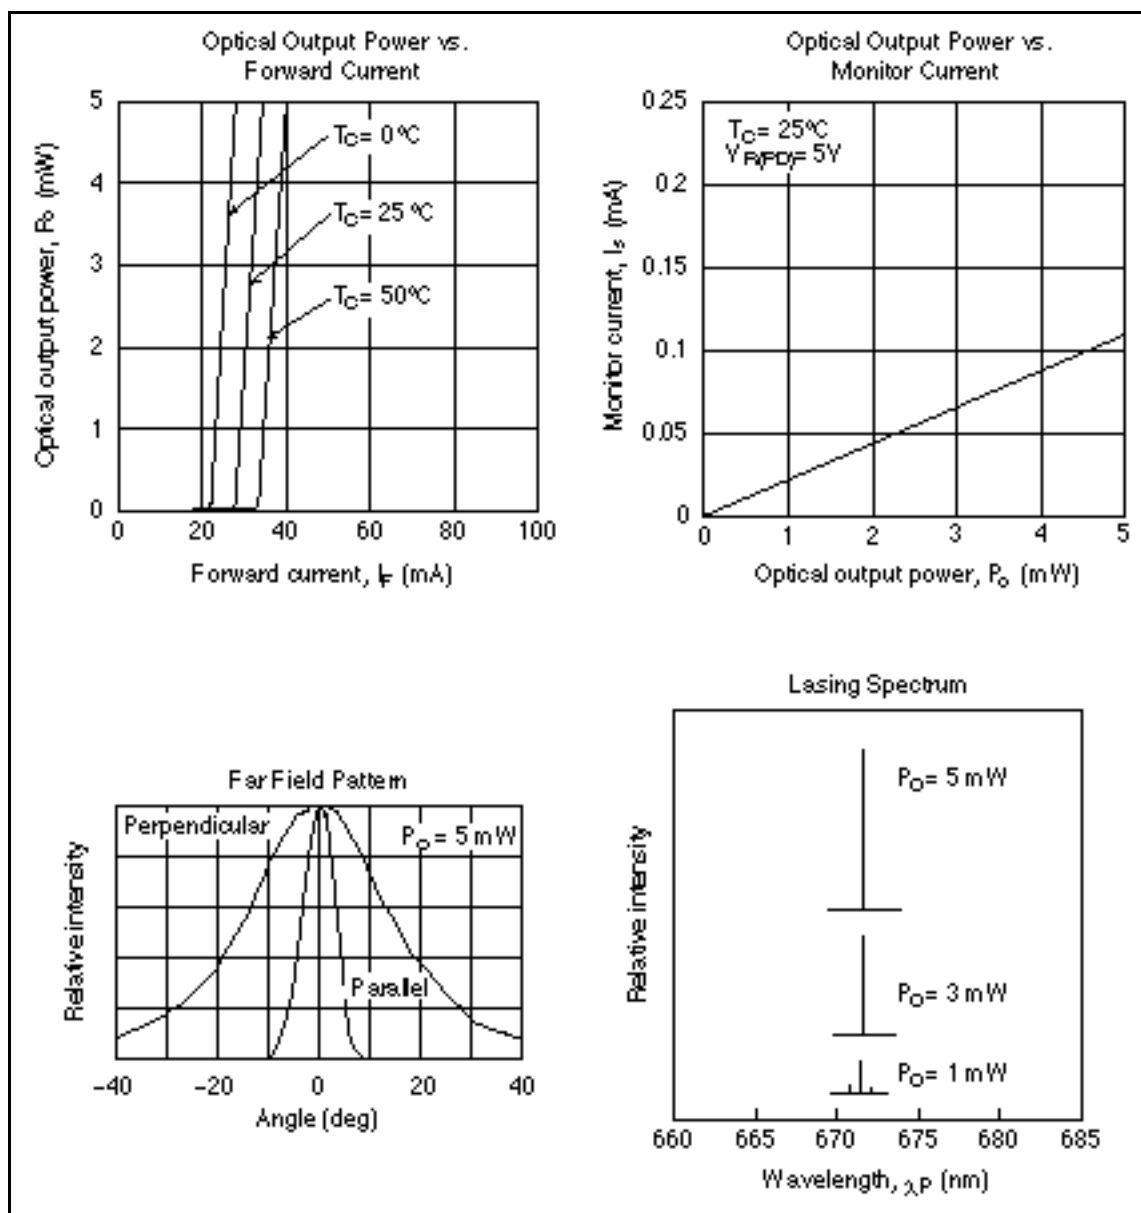 Optical Output Power vs.
Forward Current
5
4
3
2
1
0
0 20 40 60 80 100
Optical output power, Po (mW)
Forward current, IF (mA)
TC = 0°C
TC = 25°C
TC = 50°C
Optical Output Power vs.
Monitor Current
0.25
0.2
0.15
0.1
0.05
0
0 1 2 3 4 5
Monitor current, Is (mA)
Optical output power, Po (mW)
TC = 25°C
VR(PD) = 5V
Far Field Pattern
Perpendicular
PO = 5 mW
Parallel
Relative intensity
–40 –20 0 20 40
Angle (deg)
Lasing Spectrum
PO = 5 mW
PO = 3 mW
PO = 1 mW
Relative intensity
660 665 670 675 680 685
Wavelength, λP (nm)